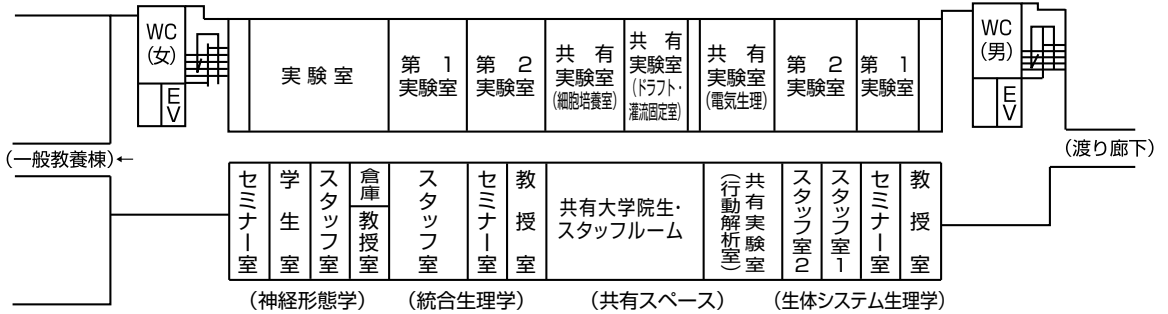 WC
(女)
EV
実験室
第1
実験室
第2
実験室
共有
実験室
(細胞培養室)
共有
実験室
(ドラフト・
灌流固定室)
共有
実験室
(電気生理)
第2
実験室
第1
実験室
WC
(男)
EV
(一般教養棟)←
(渡り廊下)
セミナー室
学生室
スタッフ室
倉庫
教授室
スタッフ室
セミナー室
教授室
共有大学院生・
スタッフルーム
共有実験室
(行動解析室)
スタッフ室2
スタッフ室1
セミナー室
教授室
(神経形態学)
(統合生理学)
(共有スペース)
(生体システム生理学)